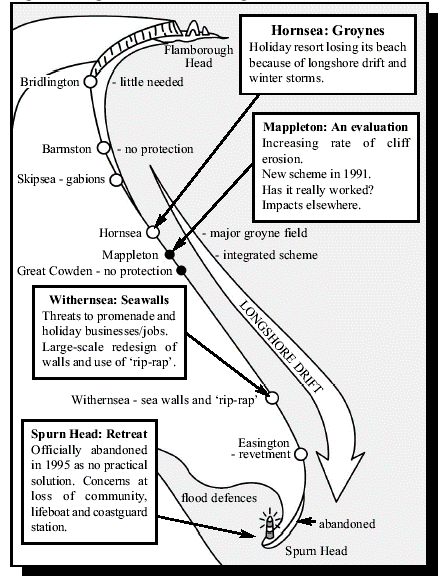 Hornsea: Groynes
Holiday resort losing its beach
because of longshore drift and
winter storms.
Flamborough
Head
Bridlington
- little needed
Mappleton: An evaluation
Increasing rate of cliff
erosion.
New scheme in 1991.
Has it really worked?
Impacts elsewhere.
Barmston
- no protection
Skipsea - gabions
Hornsea
- major groyne field
Mappleton
- integrated scheme
Great Cowden - no protection
Withernsea: Seawalls
Threats to promenade and
holiday businesses/jobs.
Large-scale redesign of
walls and use of ‘rip-rap’.
LONGSHORE DRIFT
Withernsea - sea walls and ‘rip-rap’
Spurn Head: Retreat
Officially abandoned
in 1995 as no practical
solution. Concerns at
loss of community,
lifeboat and coastguard
station.
Easington
- revetment
flood defences
abandoned
Spurn Head